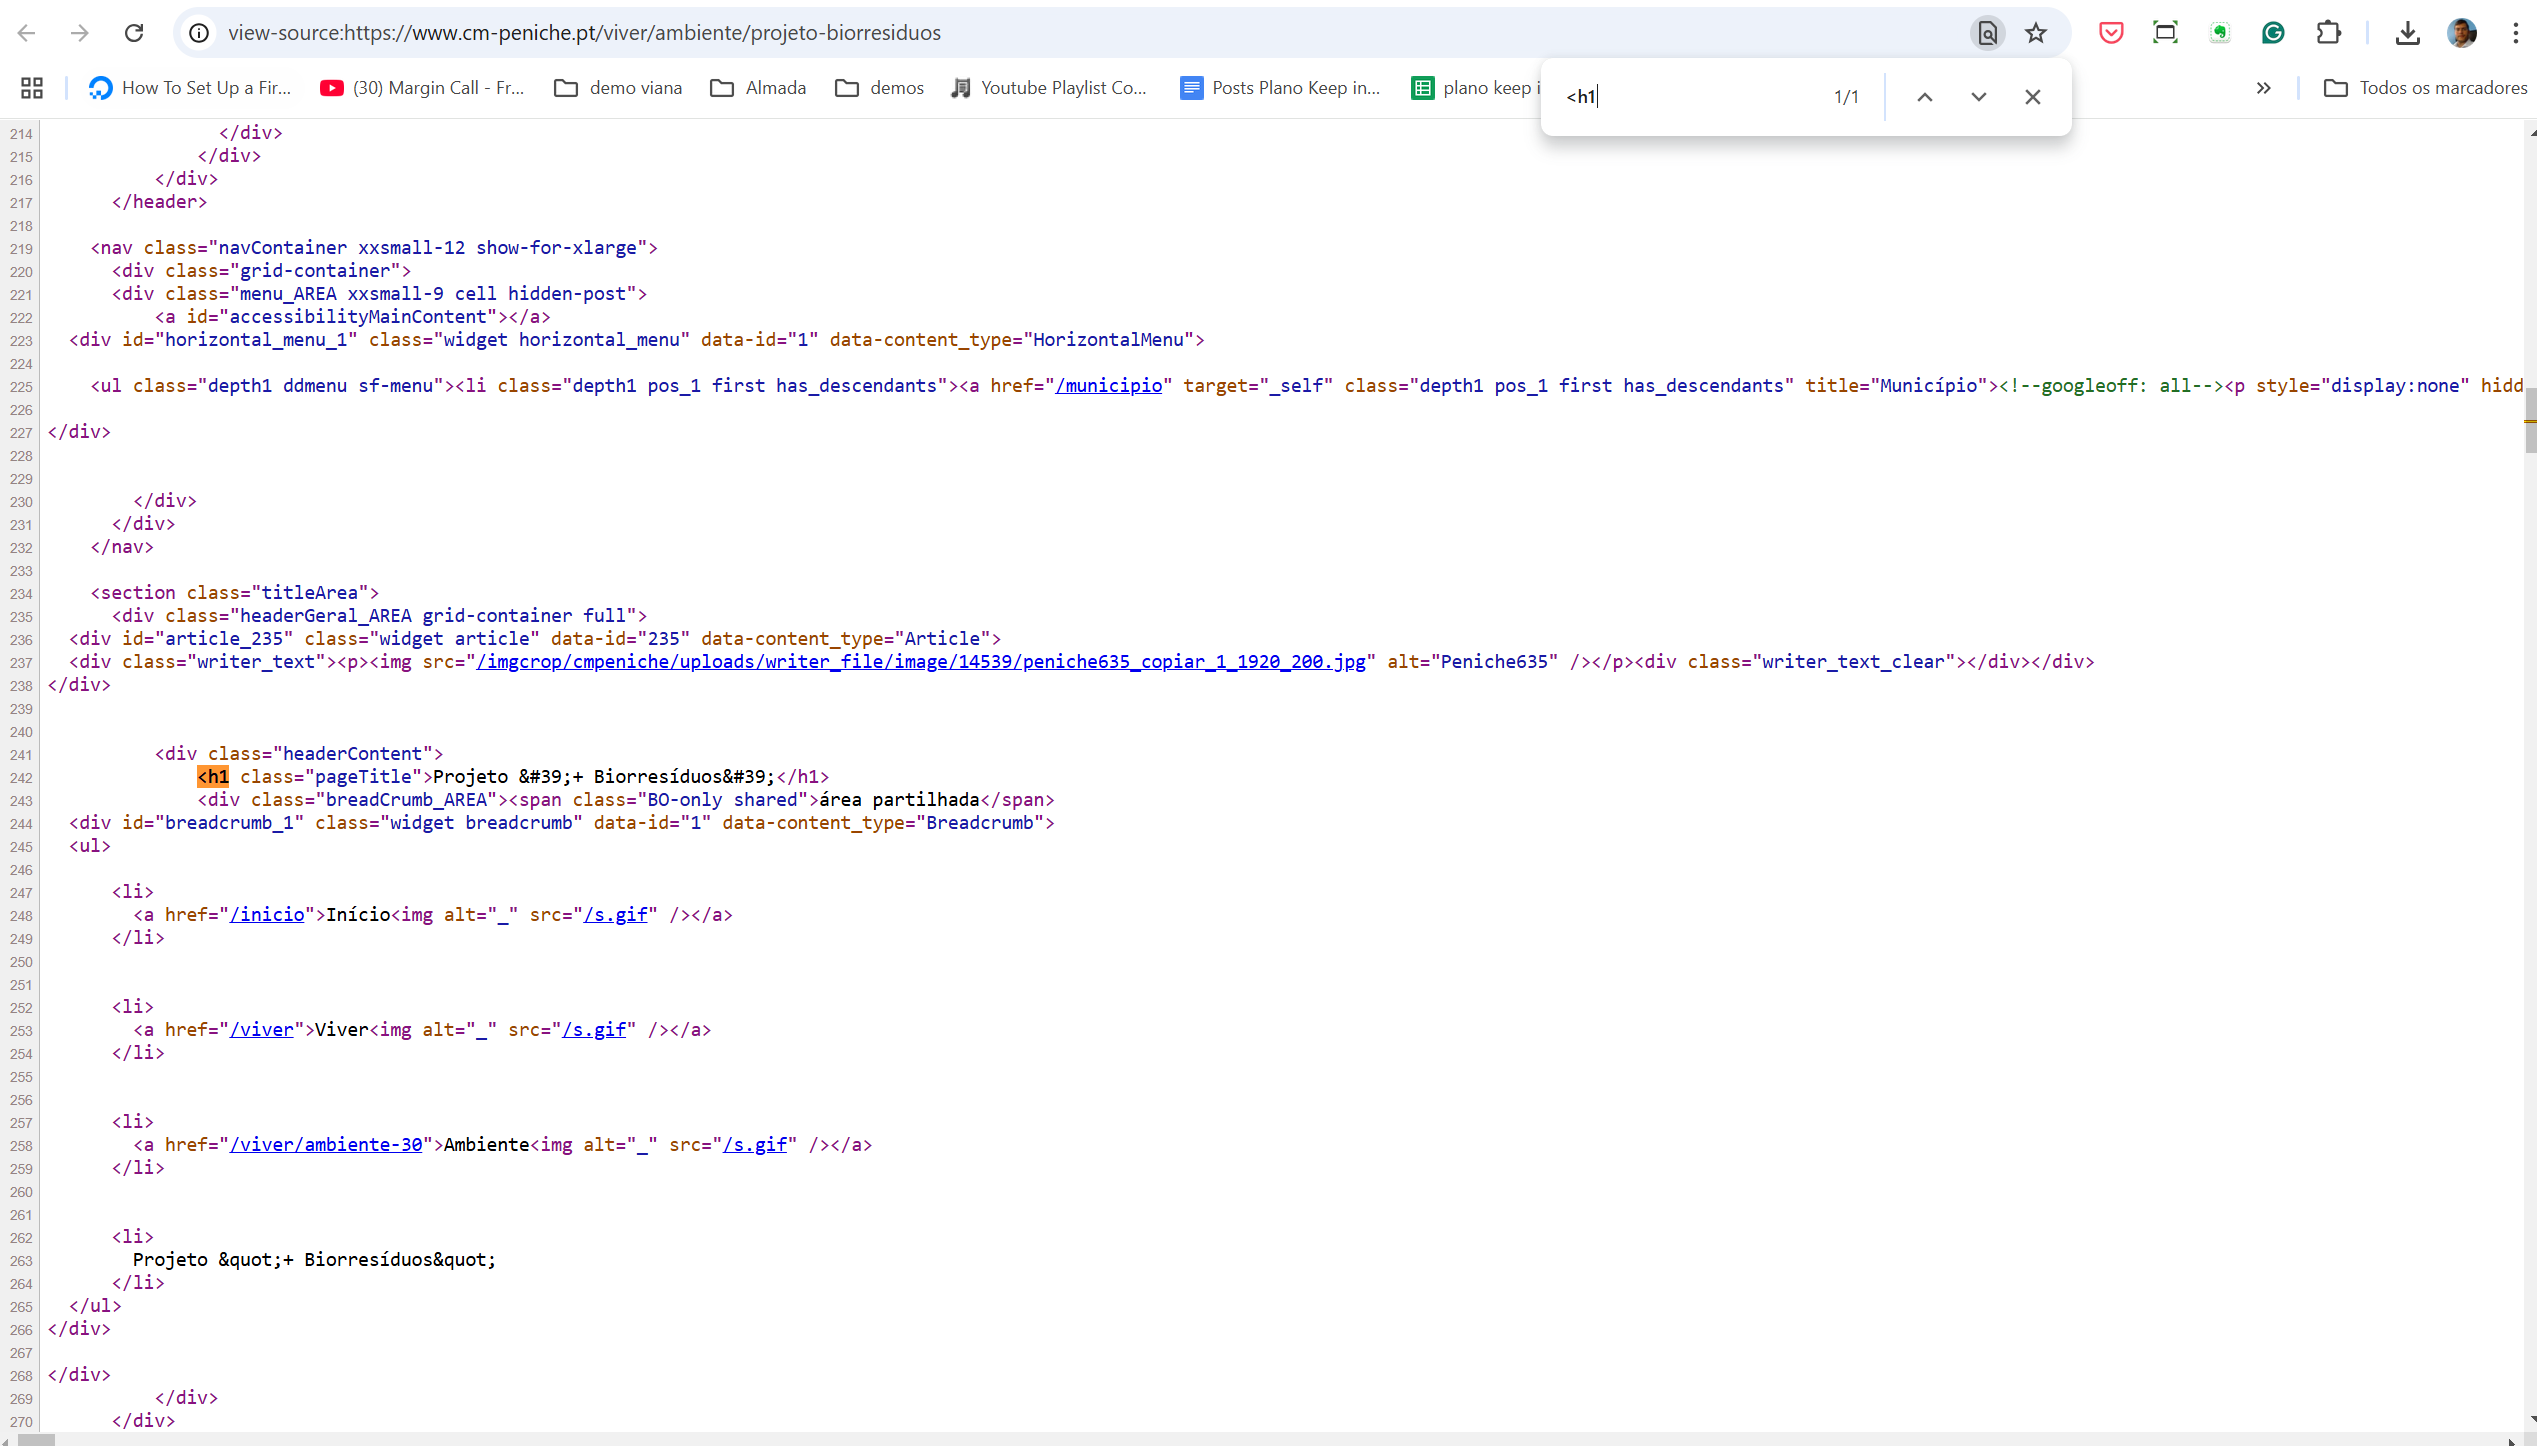 view-source:https://www.cm-peniche.pt/viver/ambiente/projeto-biorresiduos
How To Set Up a Fir...
(30) Margin Call - Fr...
demo viana
Almada
demos
Youtube Playlist Co...
Posts Plano Keep in...
plano keep i
<h1
1/1
»
Todos os marcadores
214 </div>
215 </div>
216 </div>
217 </header>
218
219 <nav class="navContainer xxsmall-12 show-for-xlarge">
220 <div class="grid-container">
221 <div class="menu_AREA xxsmall-9 cell hidden-post">
222 <a id="accessibilityMainContent"></a>
223 <div id="horizontal_menu_1" class="widget horizontal_menu" data-id="1" data-content_type="HorizontalMenu">
224
225 <ul class="depth1 ddmenu sf-menu"><li class="depth1 pos_1 first has_descendants"><a href="/municipio" target="_self" class="depth1 pos_1 first has_descendants" title="Município"><!--googleoff: all--><p style="display:none" hidd
226
227 </div>
228
229
230 </div>
231 </div>
232 </nav>
233
234 <section class="titleArea">
235 <div class="headerGeral_AREA grid-container full">
236 <div id="article_235" class="widget article" data-id="235" data-content_type="Article">
237 <div class="writer_text"><p><img src="/imgcrop/cmpeniche/uploads/writer_file/image/14539/peniche635_copiar_1_1920_200.jpg" alt="Peniche635" /></p><div class="writer_text_clear"></div></div>
238 </div>
239
240
241 <div class="headerContent">
242 <h1 class="pageTitle">Projeto &#39;+ Biorresíduos&#39;</h1>
243 <div class="breadCrumb_AREA"><span class="BO-only shared">área partilhada</span>
244 <div id="breadcrumb_1" class="widget breadcrumb" data-id="1" data-content_type="Breadcrumb">
245 <ul>
246
247 <li>
248 <a href="/inicio">Início<img alt="_" src="/s.gif" /></a>
249 </li>
250
251
252 <li>
253 <a href="/viver">Viver<img alt="_" src="/s.gif" /></a>
254 </li>
255
256
257 <li>
258 <a href="/viver/ambiente-30">Ambiente<img alt="_" src="/s.gif" /></a>
259 </li>
260
261
262 <li>
263 Projeto &quot;+ Biorresíduos&quot;
264 </li>
265 </ul>
266 </div>
267
268 </div>
269 </div>
270 </div>